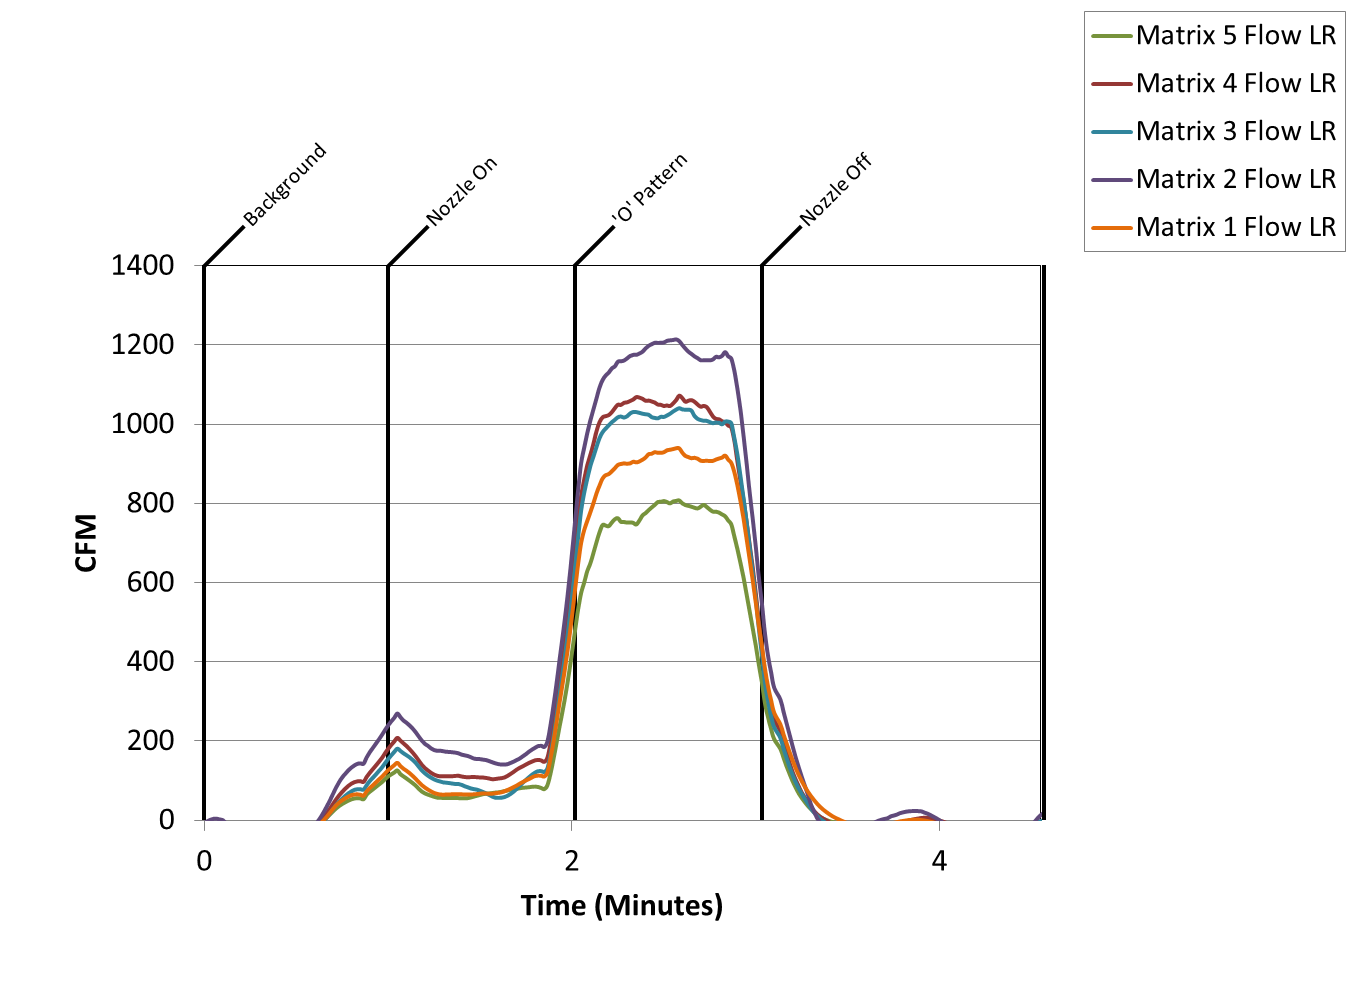 Matrix 5 Flow LR
Matrix 4 Flow LR
Matrix 3 Flow LR
Matrix 2 Flow LR
Matrix 1 Flow LR
Background
Nozzle On
'O' Pattern
Nozzle Off
1400
1200
1000
800
600
400
200
0
CFM
0 2 4
Time (Minutes)